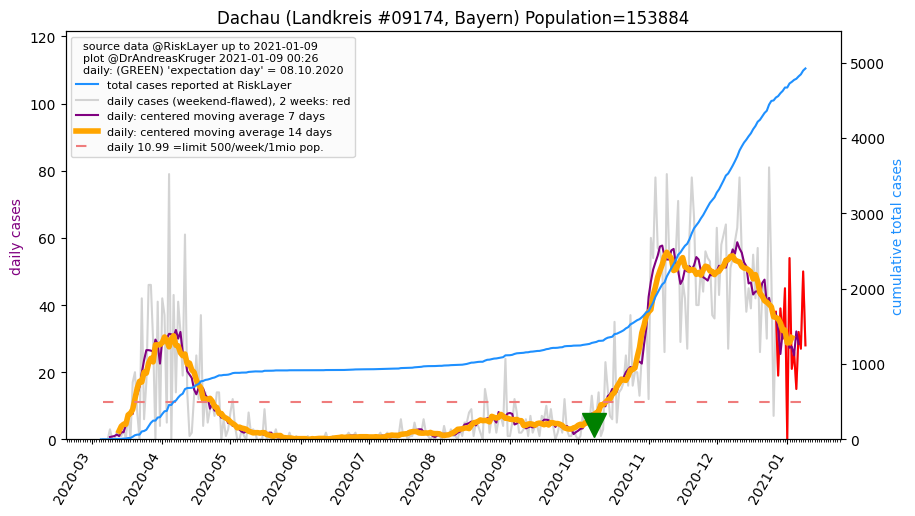 Dachau (Landkreis #09174, Bayern) Population=153884
source data @RiskLayer up to 2021-01-09
plot @DrAndreasKruger 2021-01-09 00:26
daily: (GREEN) 'expectation day' = 08.10.2020
total cases reported at RiskLayer
daily cases (weekend-flawed), 2 weeks: red
daily: centered moving average 7 days
daily: centered moving average 14 days
daily 10.99 =limit 500/week/1mio pop.
daily cases
120
100
80
60
40
20
0
cumulative total cases
5000
4000
3000
2000
1000
0
2020-03
2020-04
2020-05
2020-06
2020-07
2020-08
2020-09
2020-10
2020-11
2020-12
2021-01